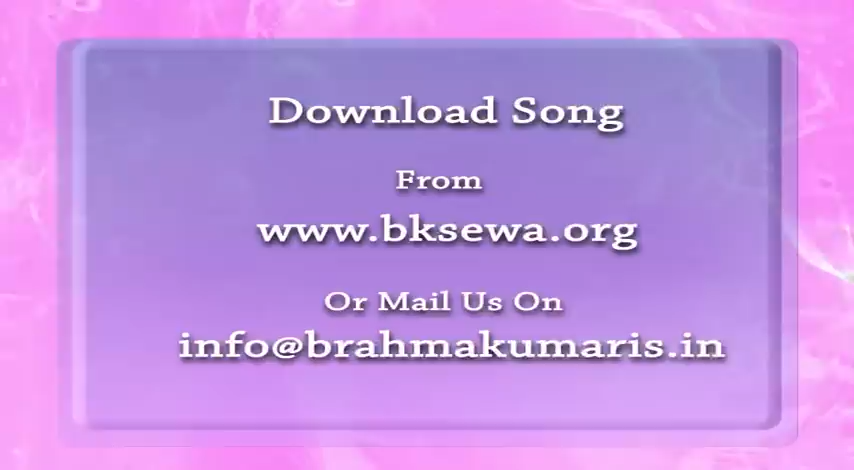 Download Song
From
www.bksewa.org
Or Mail Us On
info@brahmakumaris.in